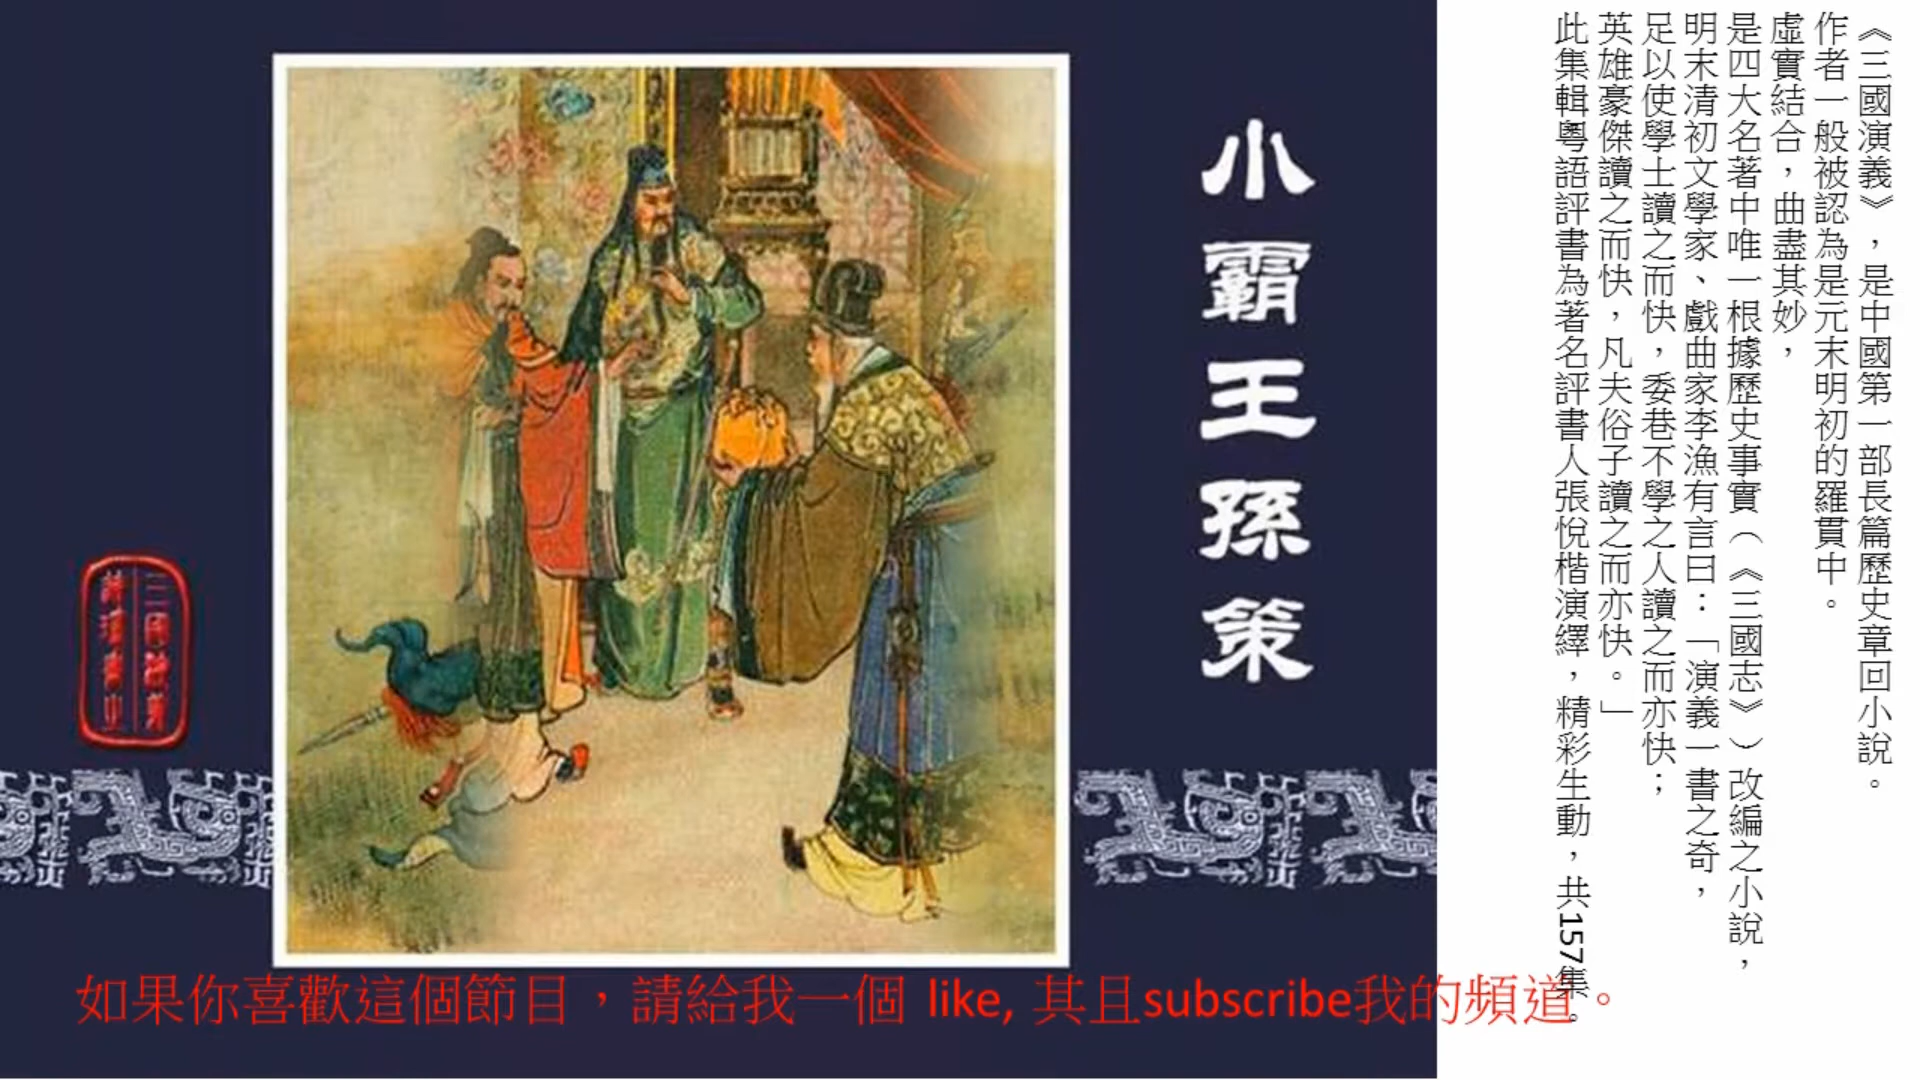 《三國演義》，是中國第一部長篇歷史章回小說。
作者一般被認為是元末明初的羅貫中。
虛實結合，曲盡其妙，
是四大名著中唯一根據歷史事實（《三國志》）改編之小說，
明末清初文學家、戲曲家李漁有言曰：「演義一書之奇，
足以使學士讀之而快，委巷不學之人讀之而亦快；
英雄豪傑讀之而快，凡夫俗子讀之而亦快。」
此集輯粵語評書為著名評書人張悅楷演繹，精彩生動，共157集。
小霸王孫策
如果你喜歡這個節目，請給我一個 like, 其且subscribe我的頻道。